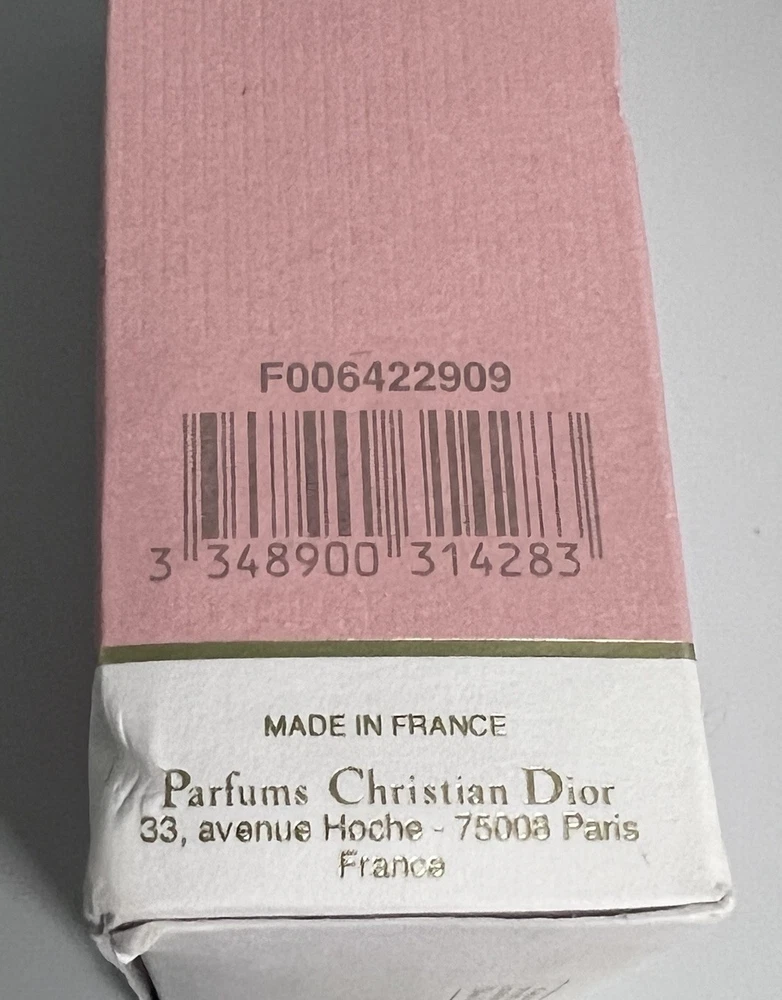 F006422909
3 348900 314283
MADE IN FRANCE
Parfums Christian Dior
33, avenue Hoche - 75008 Paris
France